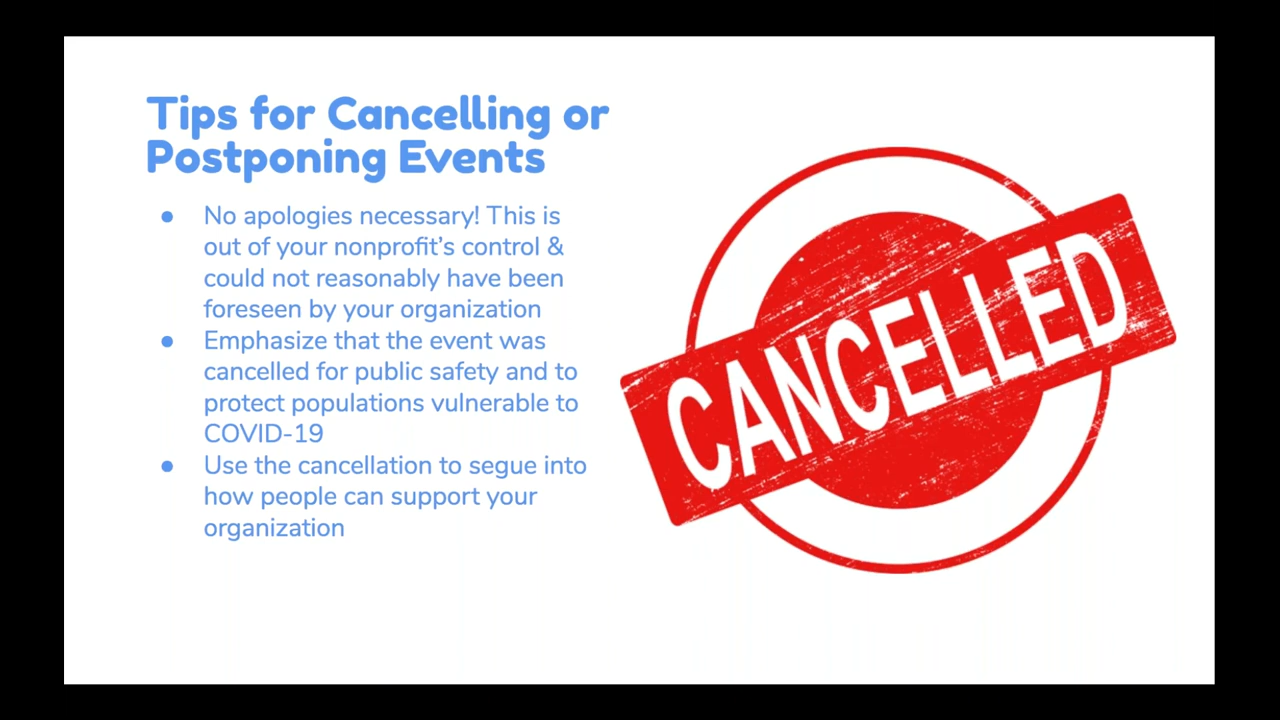 Tips for Cancelling or
Postponing Events
● No apologies necessary! This is
out of your nonprofit's control &
could not reasonably have been
foreseen by your organization
● Emphasize that the event was
cancelled for public safety and to
protect populations vulnerable to
COVID-19
● Use the cancellation to segue into
how people can support your
organization
CANCELLED